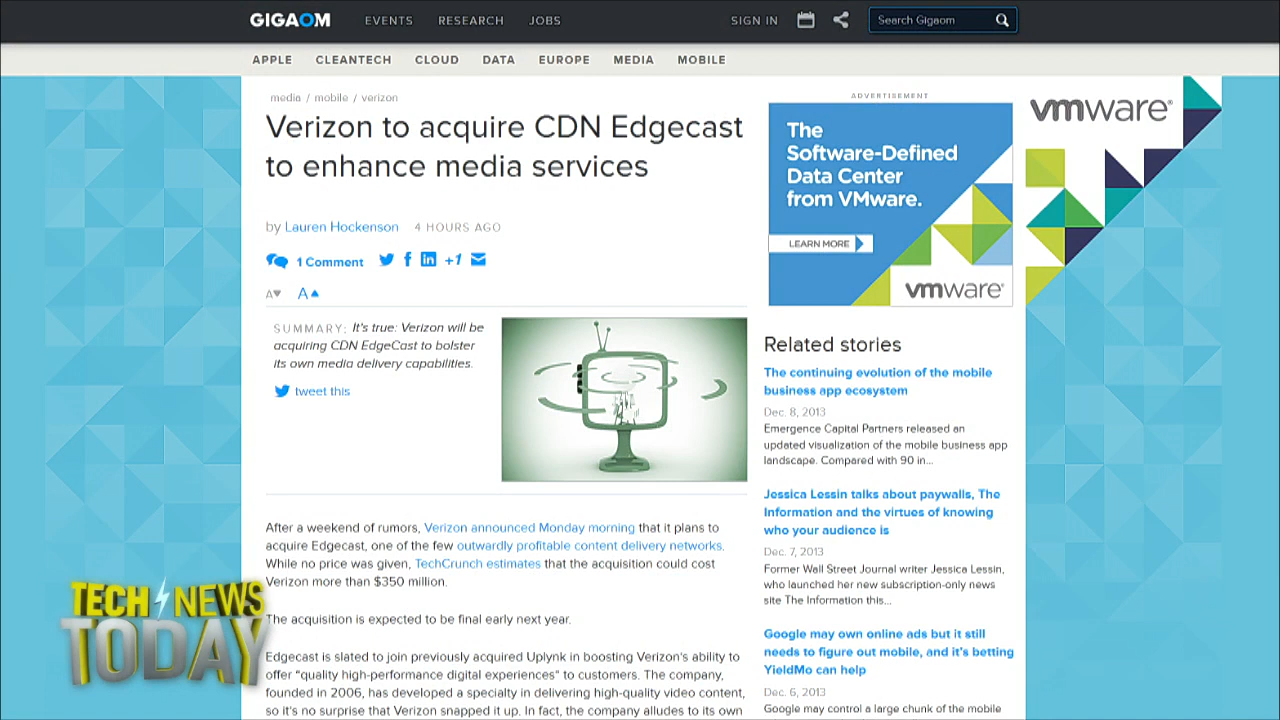 GIGAOM
EVENTS
RESEARCH
JOBS
SIGN IN
Search Gigaom
APPLE
CLEANTECH
CLOUD
DATA
EUROPE
MEDIA
MOBILE
media / mobile / verizon
Verizon to acquire CDN Edgecast
to enhance media services
by Lauren Hockenson 4 HOURS AGO
1 Comment
+1
A
A
SUMMARY: It's true: Verizon will be
acquiring CDN EdgeCast to bolster
its own media delivery capabilities.
tweet this
After a weekend of rumors, Verizon announced Monday morning that it plans to
acquire Edgecast, one of the few outwardly profitable content delivery networks.
While no price was given, TechCrunch estimates that the acquisition could cost
Verizon more than $350 million.
The acquisition is expected to be final early next year.
Edgecast is slated to join previously acquired Uplynk in boosting Verizon's ability to
offer "quality high-performance digital experiences" to customers. The company,
founded in 2006, has developed a specialty in delivering high-quality video content,
so it's no surprise that Verizon snapped it up. In fact, the company alludes to its own
ADVERTISEMENT
The
Software-Defined
Data Center
from VMware.
LEARN MORE
vmware®
vmware®
Related stories
The continuing evolution of the mobile
business app ecosystem
Dec. 8, 2013
Emergence Capital Partners released an
updated visualization of the mobile business app
landscape. Compared with 90 in...
Jessica Lessin talks about paywalls, The
Information and the virtues of knowing
who your audience is
Dec. 7, 2013
Former Wall Street Journal writer Jessica Lessin,
who launched her new subscription-only news
site The Information this...
Google may own online ads but it still
needs to figure out mobile, and it's betting
YieldMo can help
Dec. 6, 2013
Google may control a large chunk of the mobile
TECH NEWS
TODAY